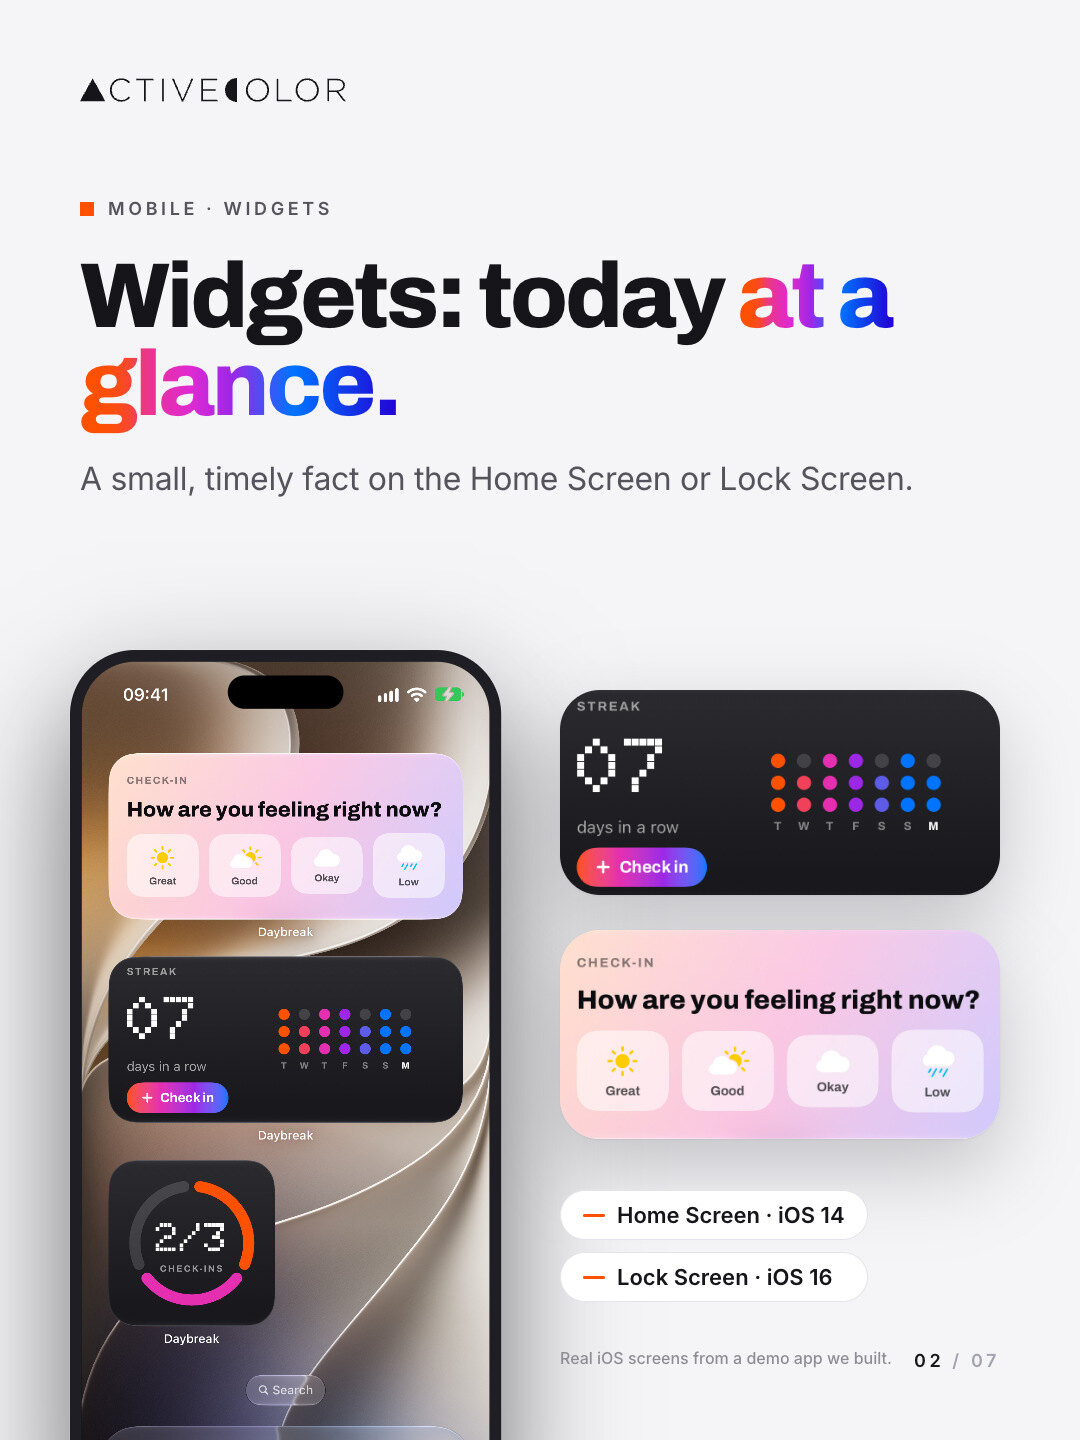 ACTIVECOLOR
MOBILE · WIDGETS
Widgets: today at a
glance.
A small, timely fact on the Home Screen or Lock Screen.
09:41
CHECK-IN
How are you feeling right now?
Great Good Okay Low
Daybreak
STREAK
07
days in a row
T W T F S S M
+ Check in
Daybreak
2/3
CHECK-INS
Daybreak
Search
STREAK
07
days in a row
T W T F S S M
+ Check in
CHECK-IN
How are you feeling right now?
Great Good Okay Low
Home Screen · iOS 14
Lock Screen · iOS 16
Real iOS screens from a demo app we built.
02 / 07